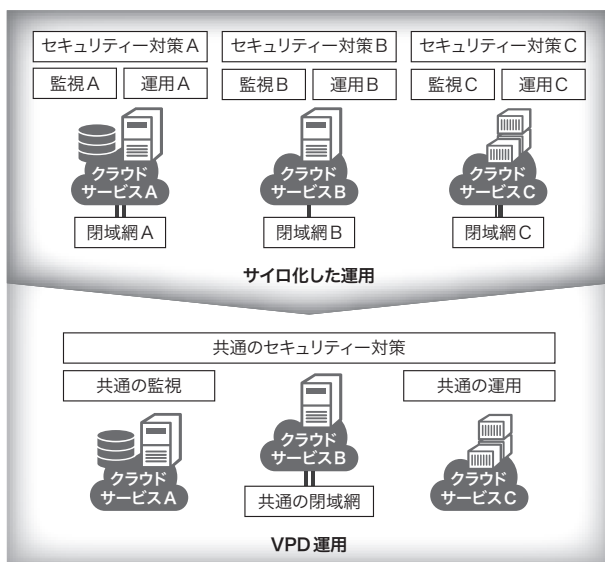 セキュリティー対策A
セキュリティー対策B
セキュリティー対策C
監視A
運用A
監視B
運用B
監視C
運用C
クラウド
サービスA
クラウド
サービスB
クラウド
サービスC
閉域網A
閉域網B
閉域網C
サイロ化した運用
共通のセキュリティー対策
共通の監視
共通の運用
クラウド
サービスA
クラウド
サービスB
クラウド
サービスC
共通の閉域網
VPD運用